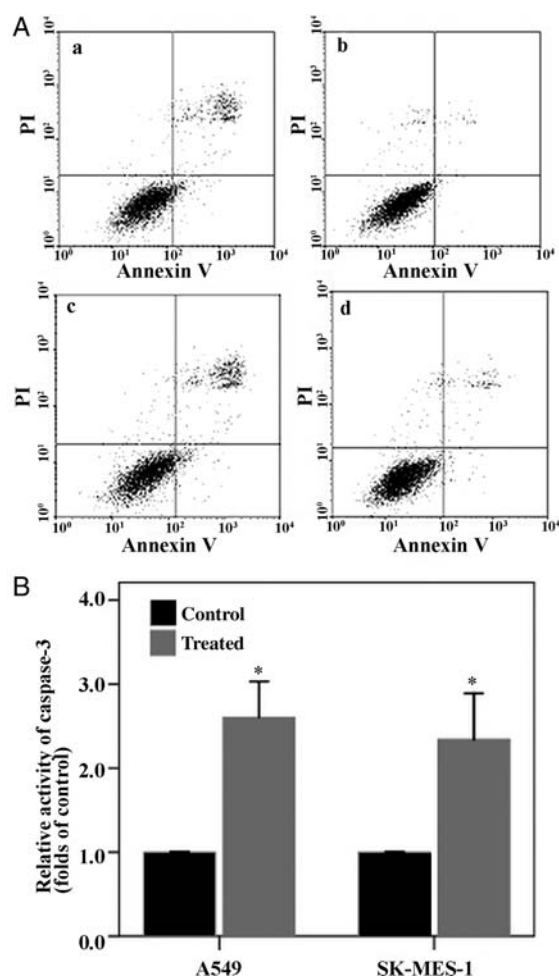 A
a
b
PI
10⁴
10³
10²
10¹
10⁰
10⁰ 10¹ 10² 10³ 10⁴
Annexin V
PI
10⁴
10³
10²
10¹
10⁰
10⁰ 10¹ 10² 10³ 10⁴
Annexin V
c
d
PI
10⁴
10³
10²
10¹
10⁰
10⁰ 10¹ 10² 10³ 10⁴
Annexin V
PI
10⁴
10³
10²
10¹
10⁰
10⁰ 10¹ 10² 10³ 10⁴
Annexin V
B
Relative activity of caspase-3
(folds of control)
4.0
3.0
2.0
1.0
0.0
Control
Treated
*
*
A549 SK-MES-1